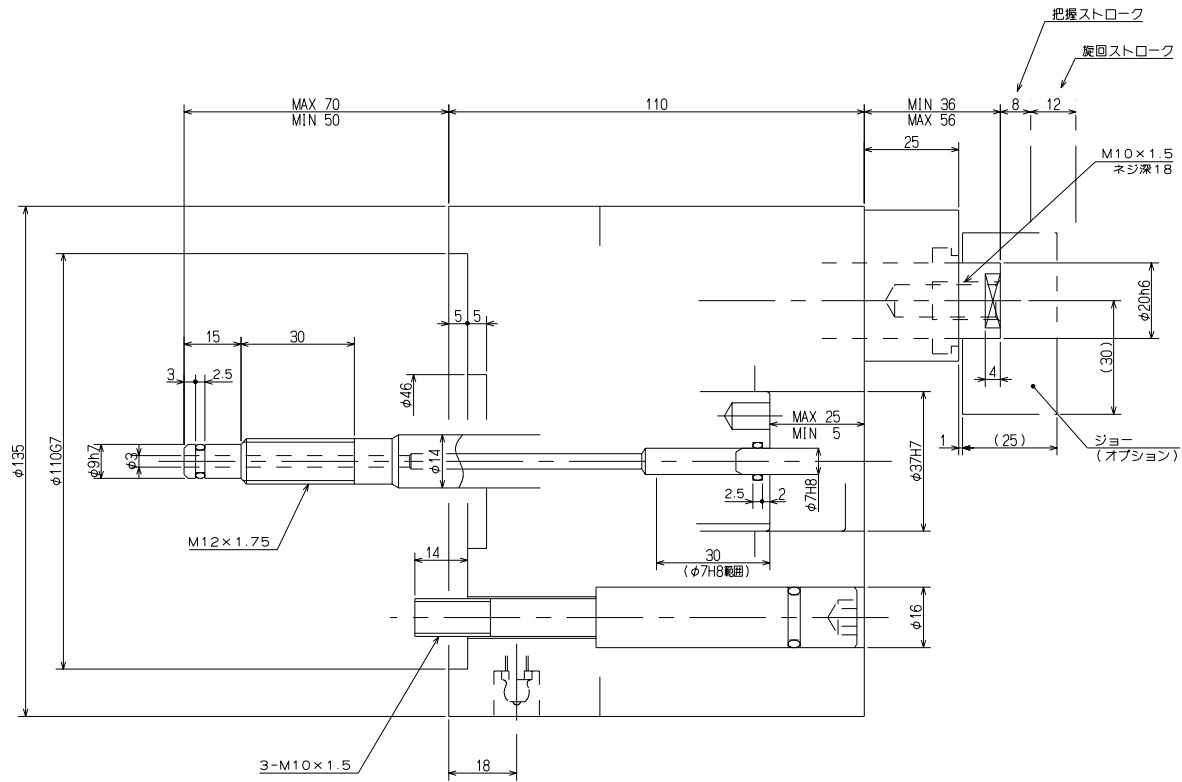 把握ストローク
旋回ストローク
MAX 70
MIN 50
110
MIN 36
MAX 56
8
12
25
M10×1.5
ネジ深18
5
5
15
30
3
2.5
φ46
φ20h6
(30)
4
MAX 25
MIN 5
1
(25)
ジョー
(オプション)
φ135
φ110G7
φ9h7
φ3
φ14
φ37H7
φ7H8
2.5
2
M12×1.75
14
30
(φ7H8範囲)
φ16
3-M10×1.5
18